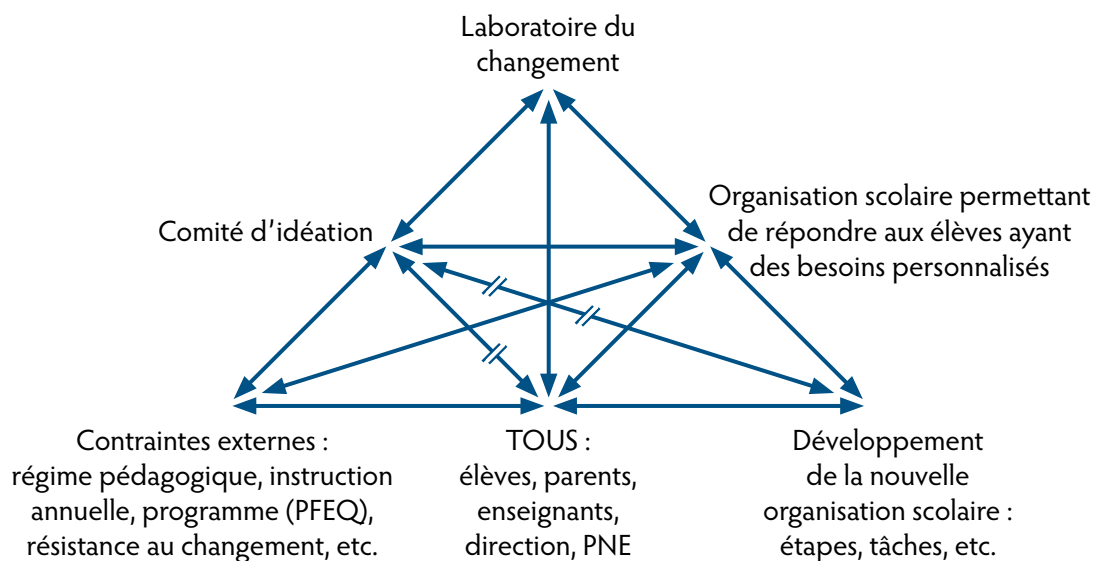 Laboratoire du
changement
Comité d'idéation
Organisation scolaire permettant
de répondre aux élèves ayant
des besoins personnalisés
Contraintes externes :
régime pédagogique, instruction
annuelle, programme (PFEQ),
résistance au changement, etc.
TOUS :
élèves, parents,
enseignants,
direction, PNE
Développement
de la nouvelle
organisation scolaire :
étapes, tâches, etc.